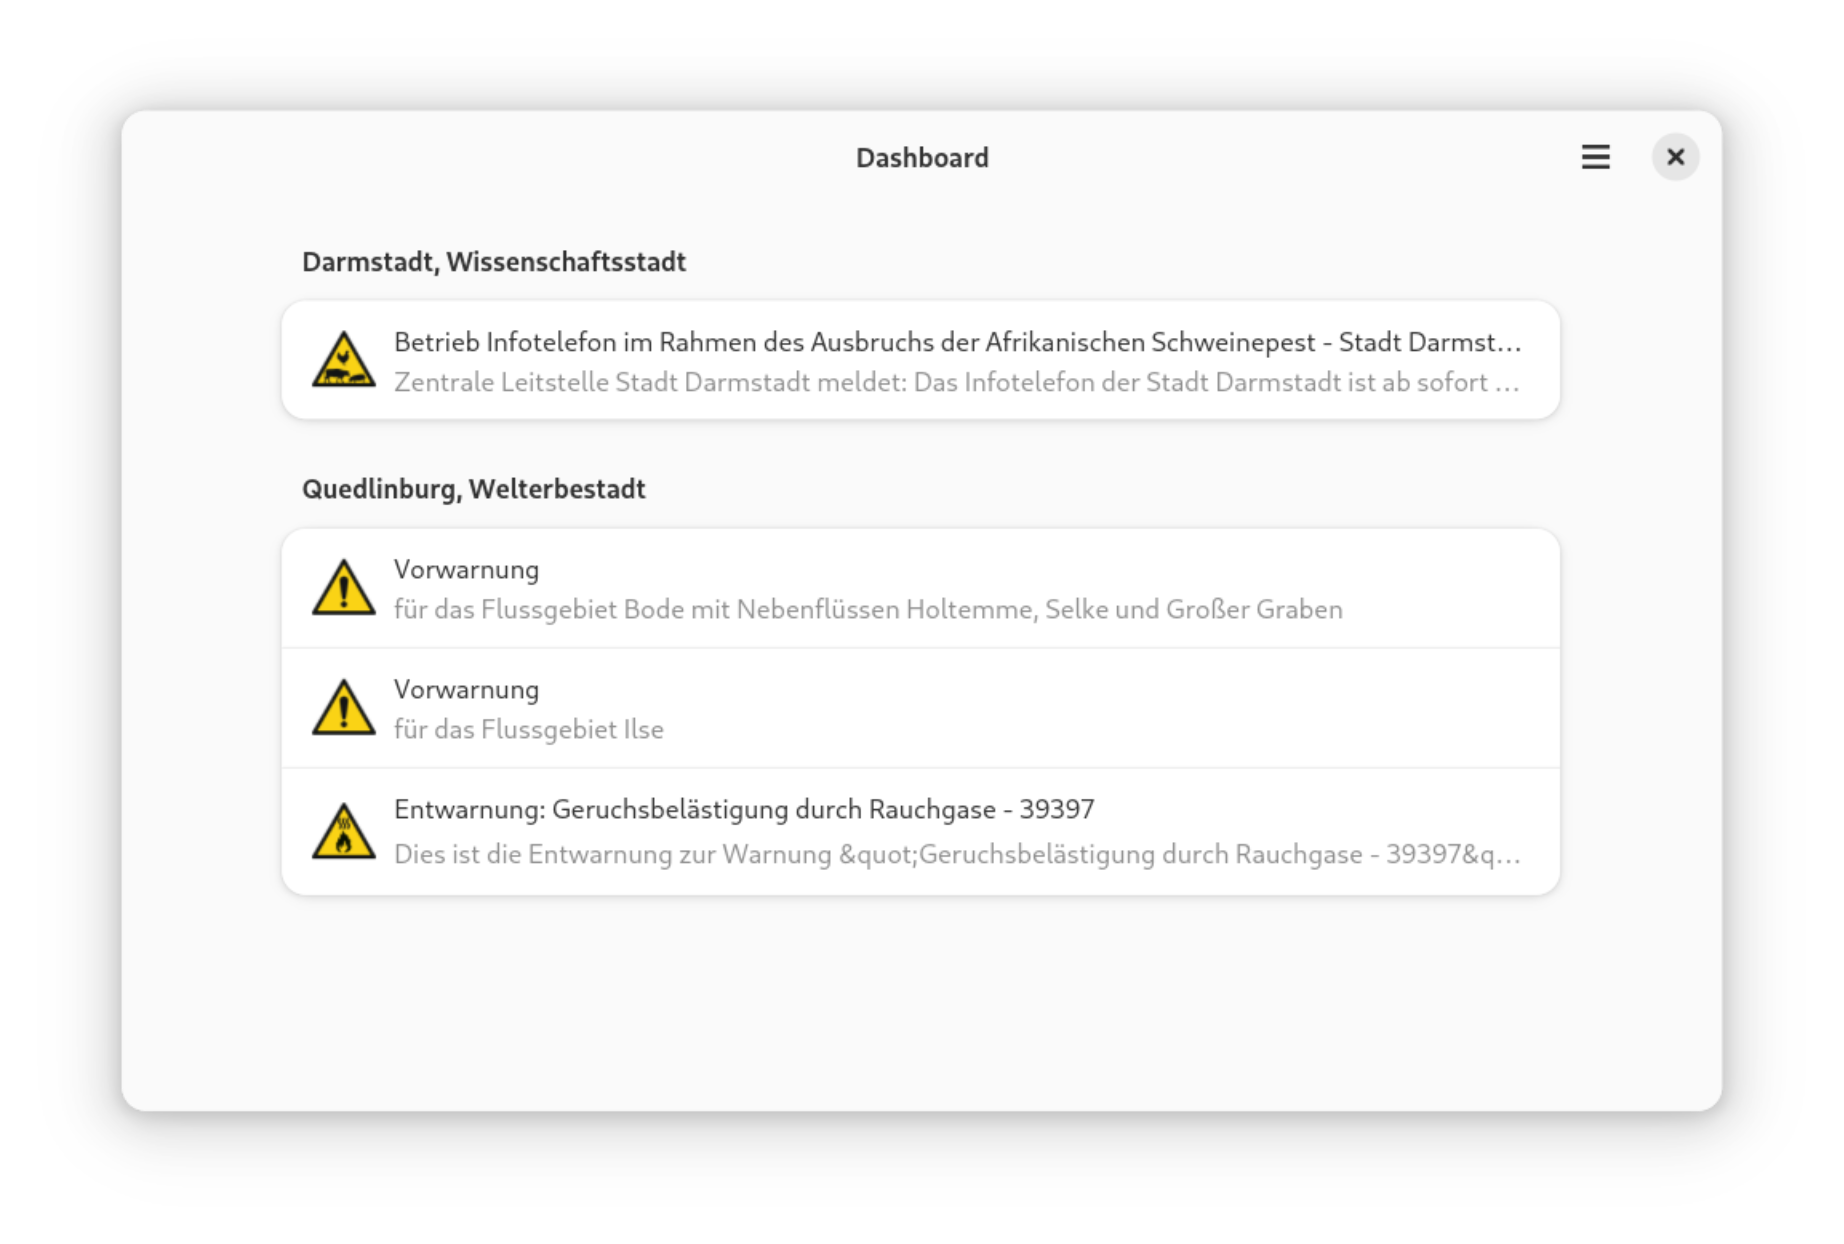 Dashboard
Darmstadt, Wissenschaftsstadt
Betrieb Infotelefon im Rahmen des Ausbruchs der Afrikanischen Schweinepest - Stadt Darmst…
Zentrale Leitstelle Stadt Darmstadt meldet: Das Infotelefon der Stadt Darmstadt ist ab sofort …
Quedlinburg, Welterbestadt
Vorwarnung
für das Flussgebiet Bode mit Nebenflüssen Holtemme, Selke und Großer Graben
Vorwarnung
für das Flussgebiet Ilse
Entwarnung: Geruchsbelästigung durch Rauchgase - 39397
Dies ist die Entwarnung zur Warnung &quot;Geruchsbelästigung durch Rauchgase - 39397&q…